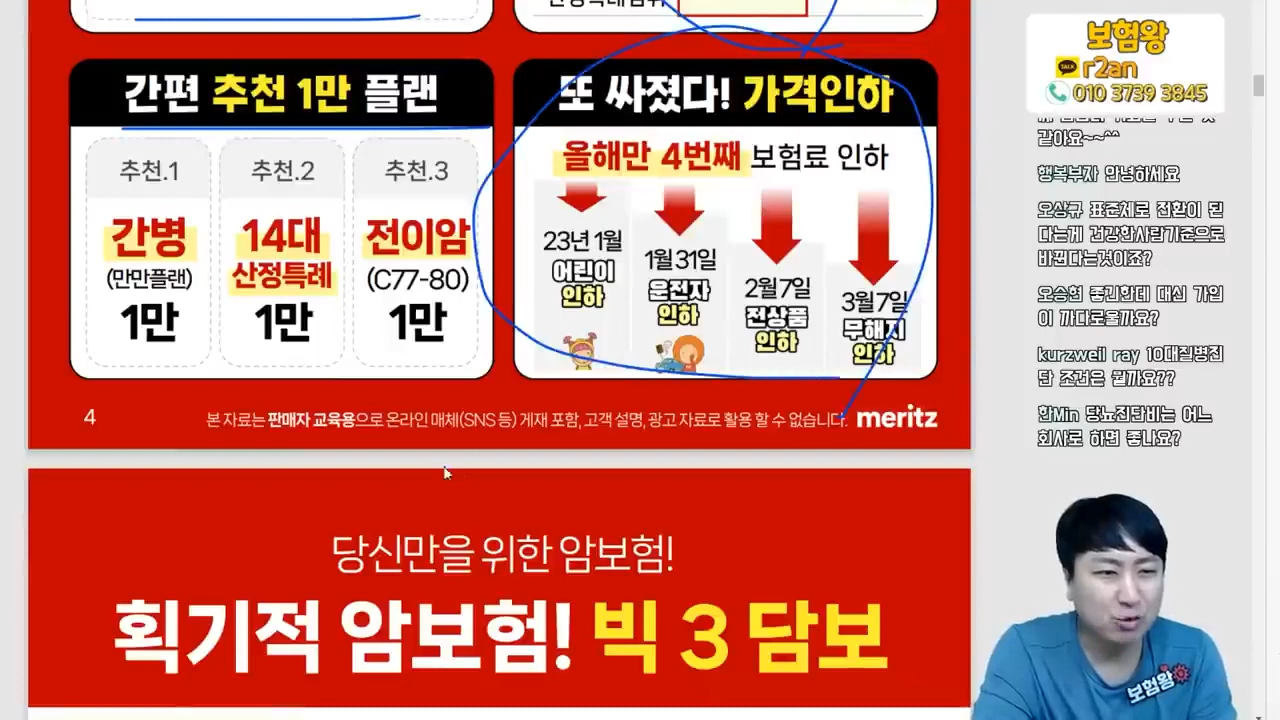 간편 추천 1만 플랜
추천.1
간병
(만만플랜)
1만
추천.2
14대
산정특례
1만
추천.3
전이암
(C77-80)
1만
또 싸졌다! 가격인하
올해만 4번째 보험료 인하
23년 1월
어린이
인하
1월31일
운전자
인하
2월7일
전상품
인하
3월7일
무해지
인하
4
본 자료는 판매자 교육용으로 온라인 매체(SNS 등) 게재 포함, 고객 설명, 광고 자료로 활용 할 수 없습니다.
meritz
당신만을 위한 암보험!
획기적 암보험! 빅 3 담보
보험왕
TALK r2an
010 3739 3845
같아요~~^^
행복부자 안녕하세요
오상규 표준체로 전환이 된
다는게 건강한사람기준으로
바뀐다는것이죠?
오승현 좋긴한데 대신 가입
이 까다로울까요?
kurzwell ray 10대질병진
단 조건은 뭘까요??
한Min 당뇨진단비는 어느
회사로 하면 좋나요?
보험왕